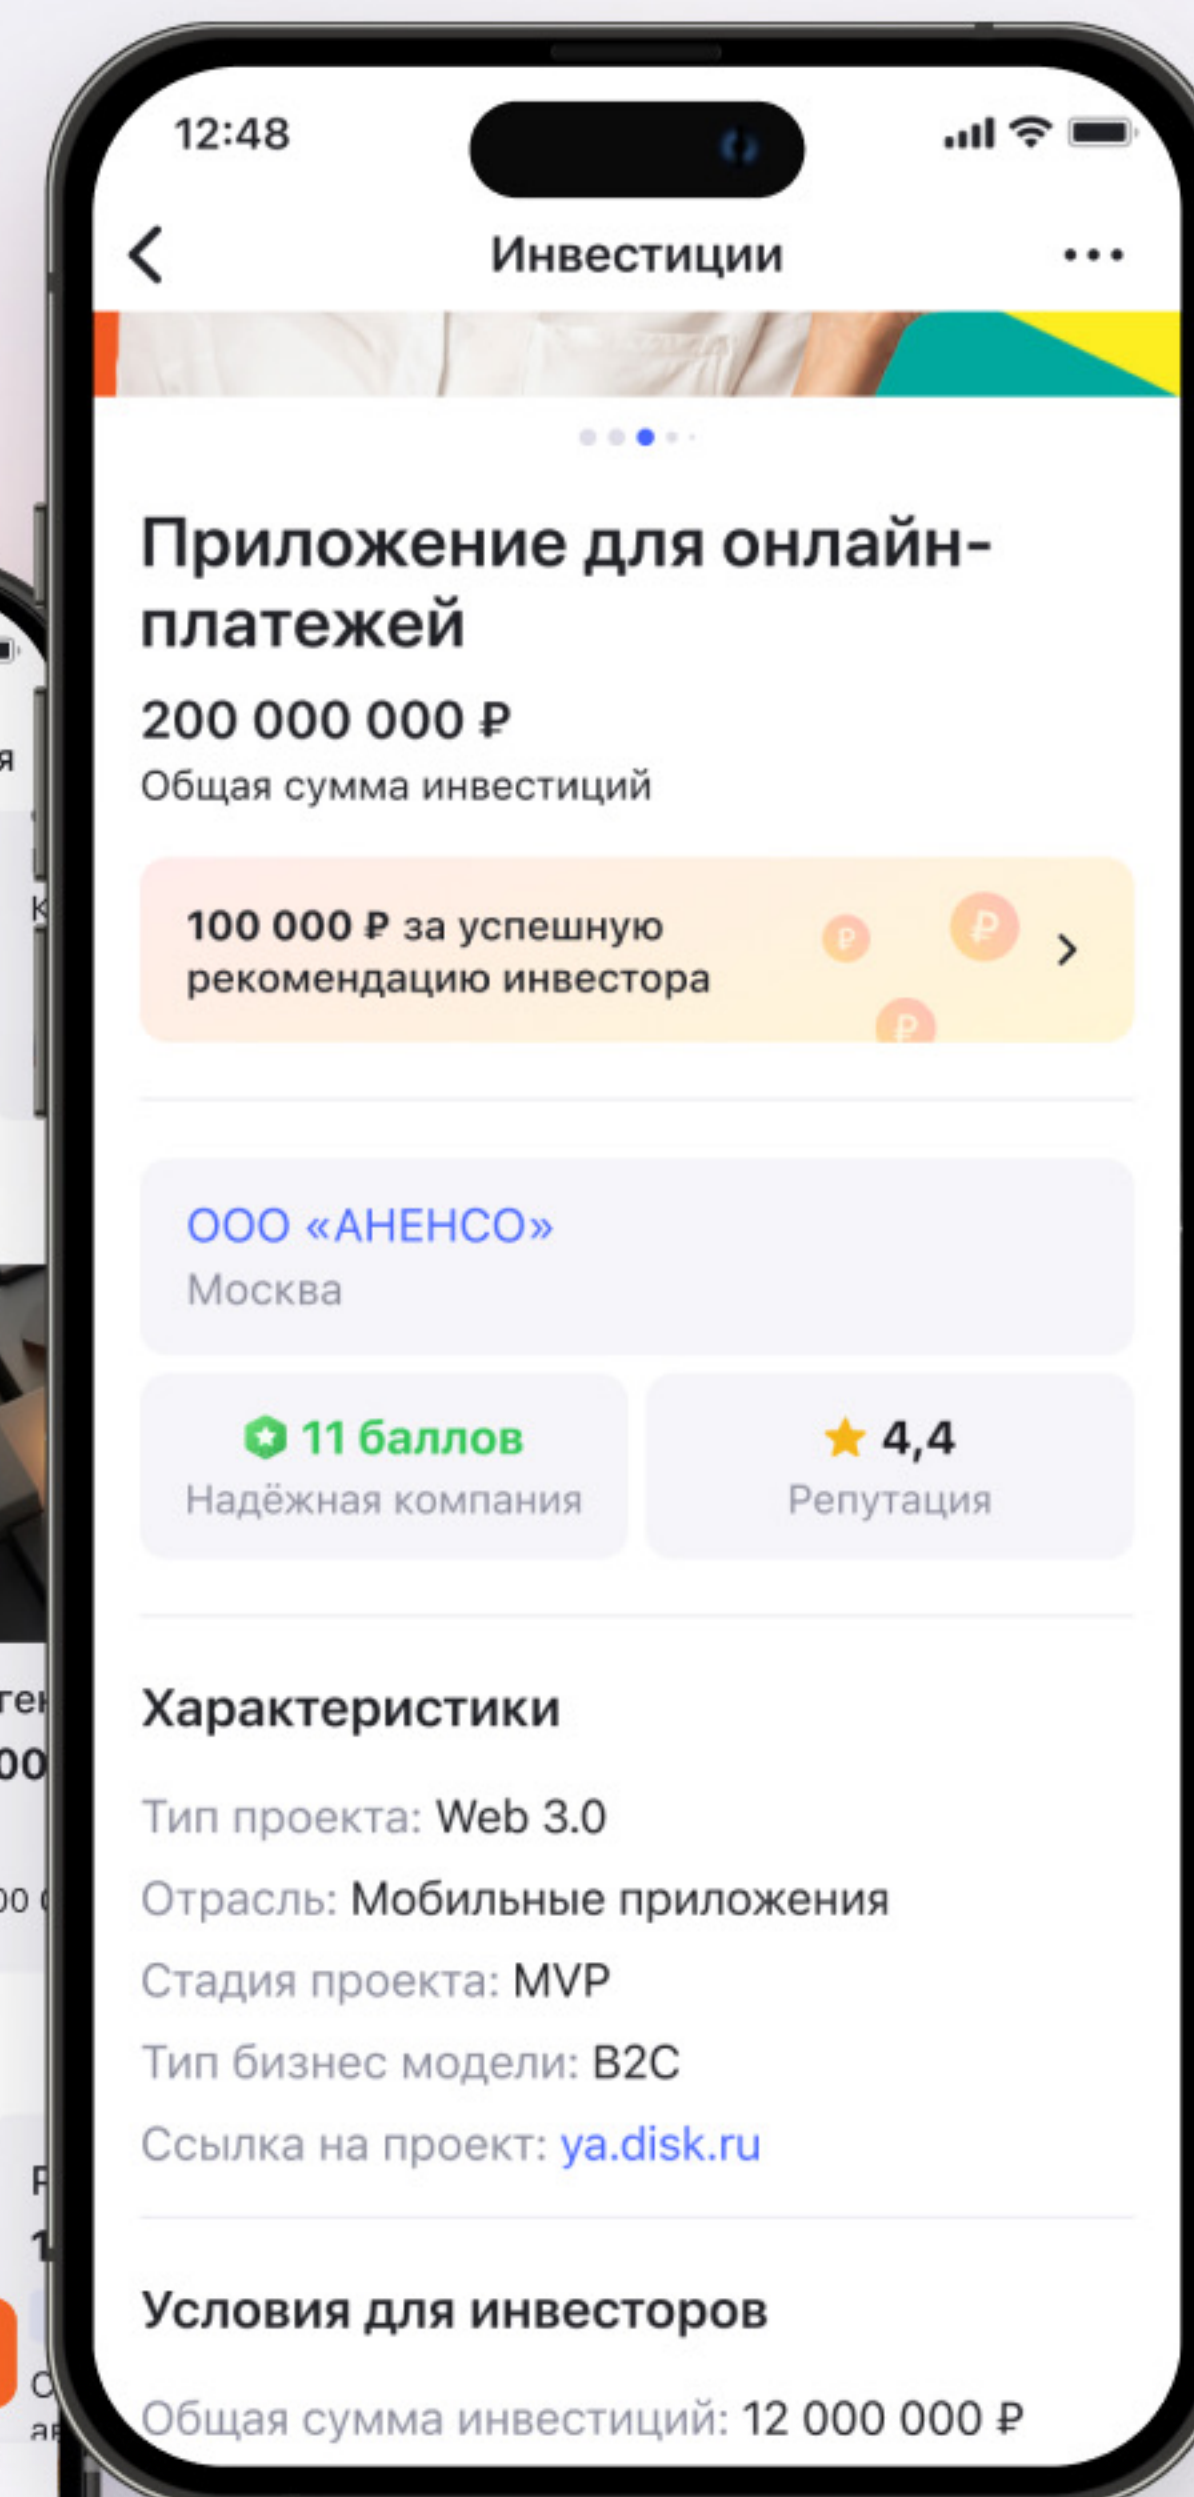 12:48
Инвестиции
Приложение для онлайн-
платежей
200 000 000 ₽
Общая сумма инвестиций
100 000 ₽ за успешную
рекомендацию инвестора
ООО «АНЕНСО»
Москва
11 баллов
Надёжная компания
4,4
Репутация
Характеристики
Тип проекта: Web 3.0
Отрасль: Мобильные приложения
Стадия проекта: MVP
Тип бизнес модели: B2C
Ссылка на проект: ya.disk.ru
Условия для инвесторов
Общая сумма инвестиций: 12 000 000 ₽